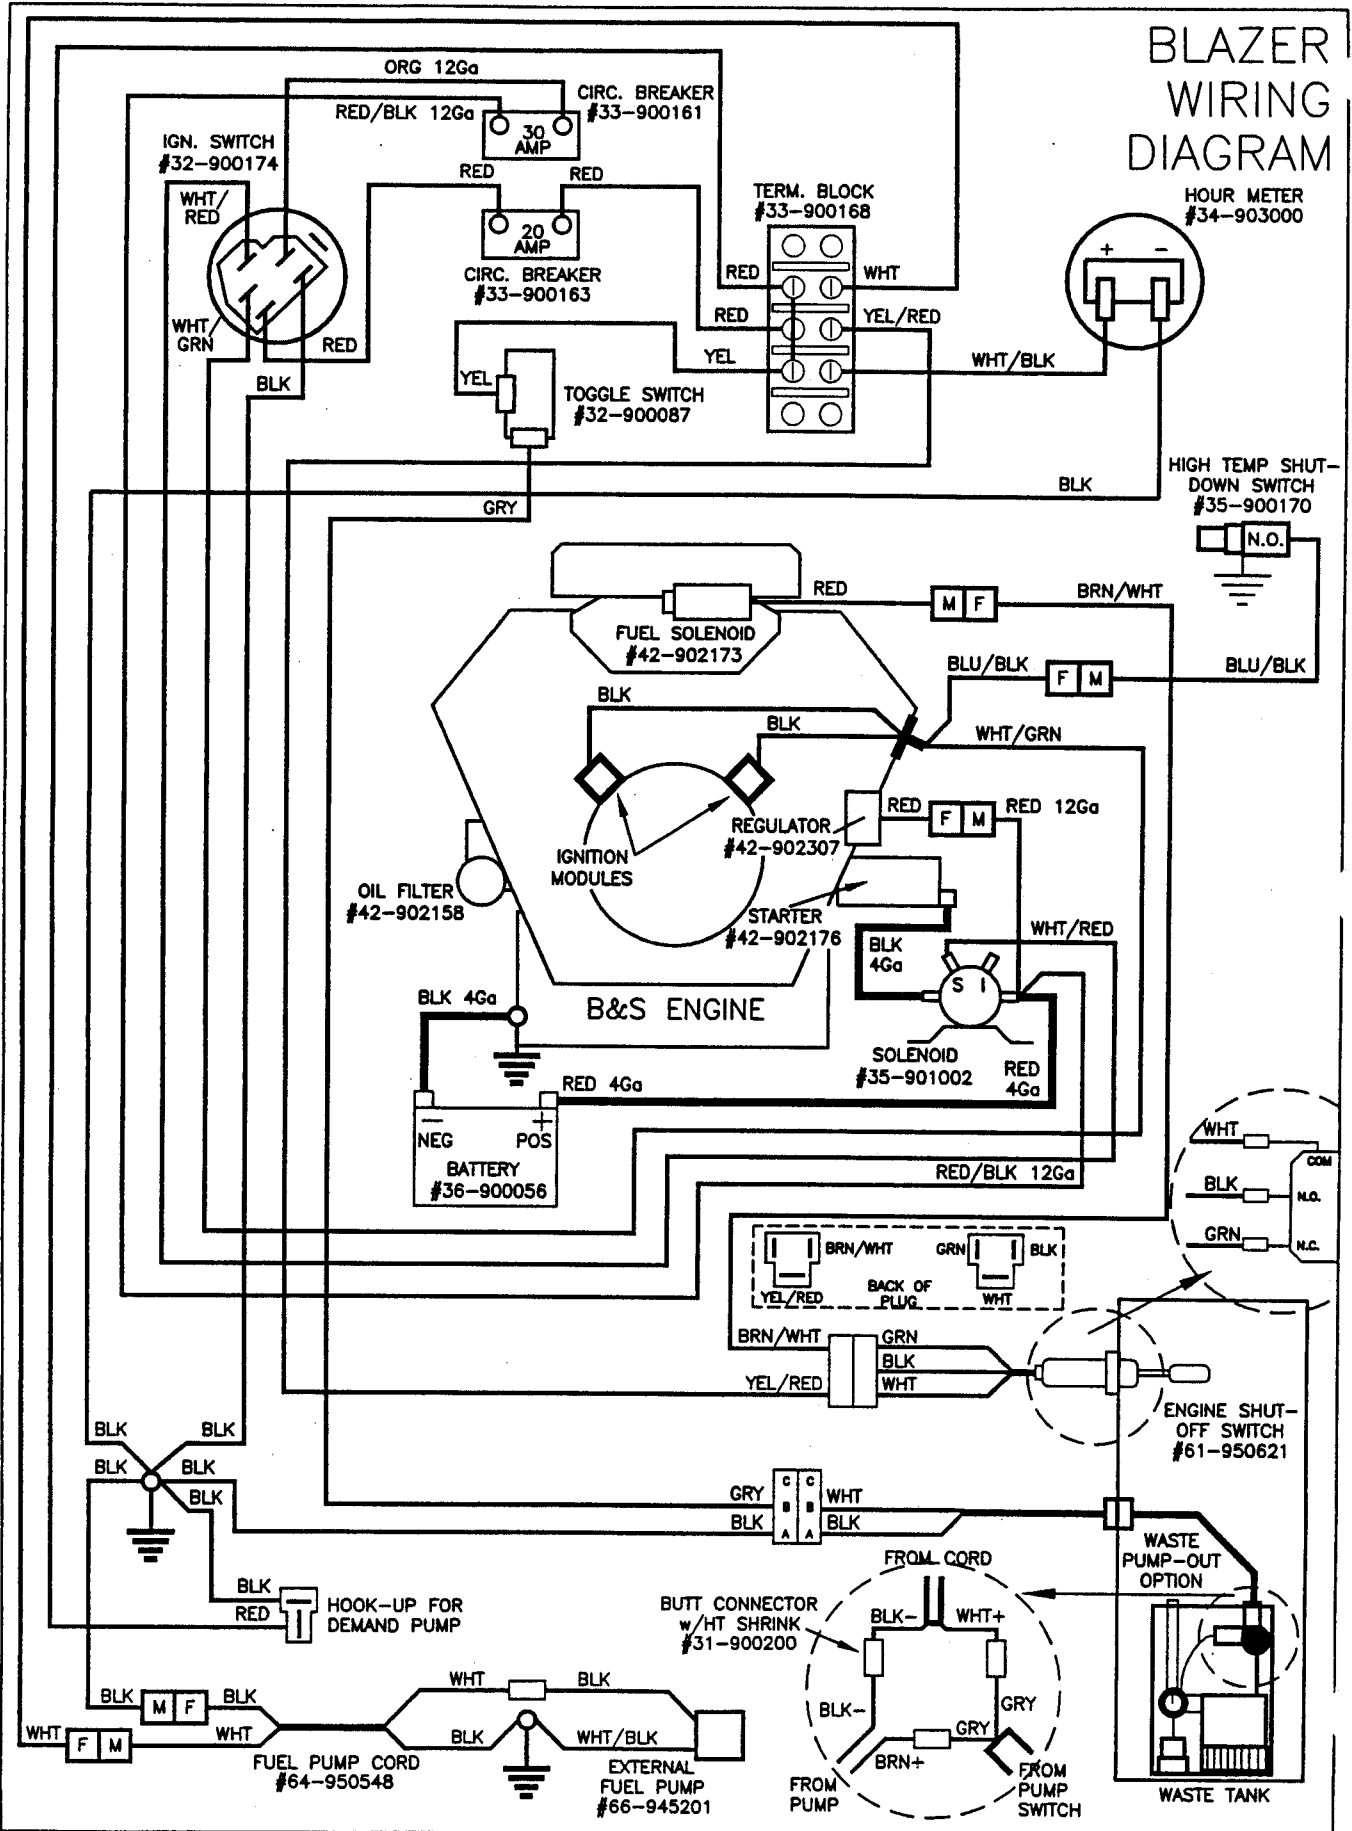 BLAZER
WIRING
DIAGRAM
ORG 12Ga
CIRC. BREAKER
#33-900161
RED/BLK 12Ga
30
AMP
IGN. SWITCH
#32-900174
WHT/
RED
RED
RED
20
AMP
CIRC. BREAKER
#33-900163
TERM. BLOCK
#33-900168
HOUR METER
#34-903000
+
−
RED
WHT
RED
YEL/RED
YEL
WHT/BLK
WHT/
GRN
RED
BLK
YEL
TOGGLE SWITCH
#32-900087
GRY
BLK
HIGH TEMP SHUT-
DOWN SWITCH
#35-900170
N.O.
RED
M F
BRN/WHT
FUEL SOLENOID
#42-902173
BLU/BLK
F M
BLU/BLK
BLK
BLK
WHT/GRN
REGULATOR
#42-902307
RED
F M
RED 12Ga
IGNITION
MODULES
OIL FILTER
#42-902158
STARTER
#42-902176
BLK
4Ga
WHT/RED
S I
BLK 4Ga
B&S ENGINE
SOLENOID
#35-901002
RED
4Ga
RED 4Ga
−
+
NEG
POS
BATTERY
#36-900056
RED/BLK 12Ga
WHT
COM
BLK
N.O.
GRN
N.C.
BRN/WHT
YEL/RED
BACK OF
PLUG
GRN
BLK
WHT
BRN/WHT
GRN
BLK
YEL/RED
WHT
ENGINE SHUT-
OFF SWITCH
#61-950621
BLK
BLK
BLK
BLK
BLK
C C
GRY
B B
WHT
BLK
A A
BLK
WASTE
PUMP-OUT
OPTION
BLK
RED
HOOK-UP FOR
DEMAND PUMP
FROM CORD
BUTT CONNECTOR
w/HT SHRINK
#31-900200
BLK-
WHT+
BLK-
GRY
GRY
BRN+
FROM
PUMP
FROM
PUMP
SWITCH
WASTE TANK
BLK
M F
BLK
WHT
F M
WHT
FUEL PUMP CORD
#64-950548
WHT
BLK
BLK
WHT/BLK
EXTERNAL
FUEL PUMP
#66-945201